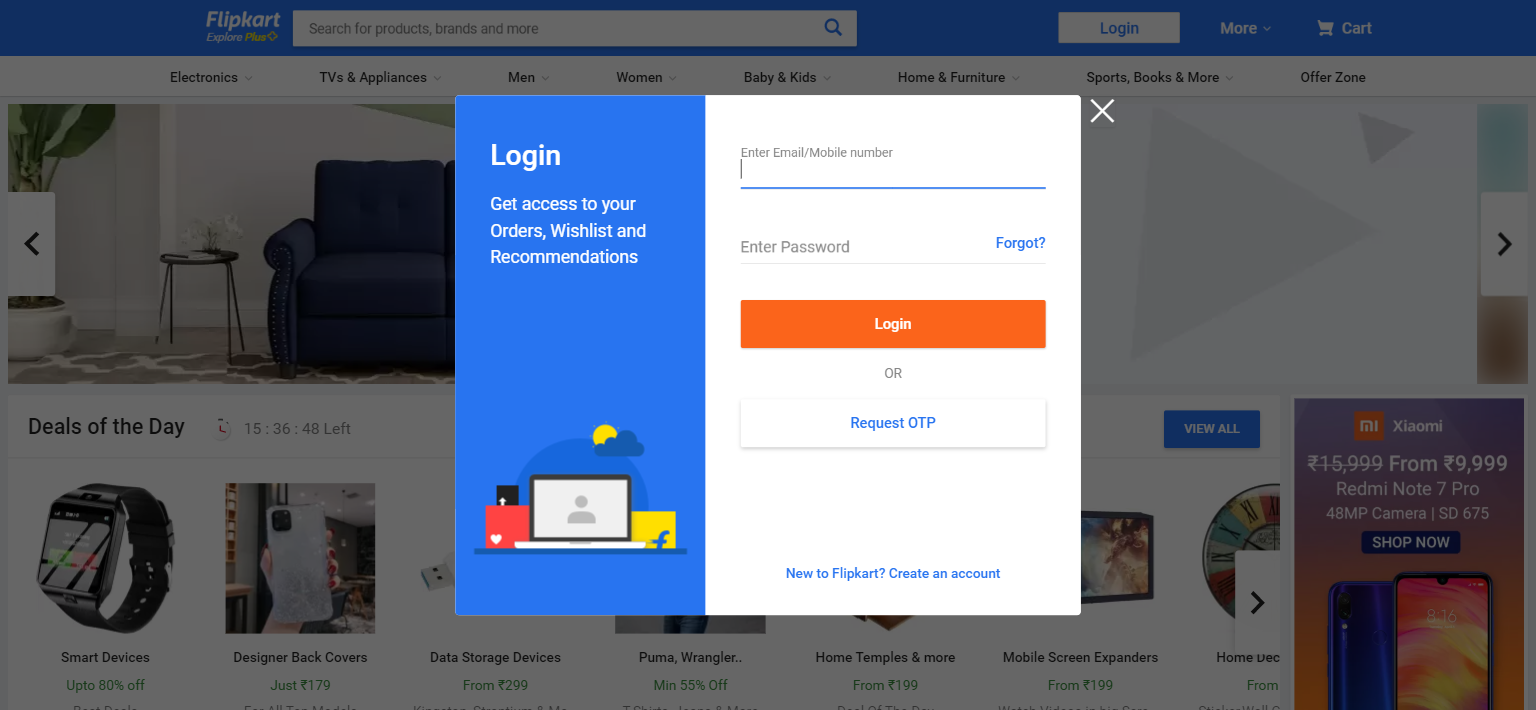 Flipkart
Explore Plus
Search for products, brands and more
Login
More
Cart
Electronics
TVs & Appliances
Men
Women
Baby & Kids
Home & Furniture
Sports, Books & More
Offer Zone
Login
Get access to your
Orders, Wishlist and
Recommendations
Enter Email/Mobile number
Enter Password
Forgot?
Login
OR
Request OTP
New to Flipkart? Create an account
Deals of the Day
15 : 36 : 48 Left
VIEW ALL
Smart Devices
Upto 80% off
Designer Back Covers
Just ₹179
Data Storage Devices
From ₹299
Puma, Wrangler..
Min 55% Off
Home Temples & more
From ₹199
Mobile Screen Expanders
From ₹199
Home Dec
From
mi Xiaomi
₹15,999 From ₹9,999
Redmi Note 7 Pro
48MP Camera | SD 675
SHOP NOW
8:16